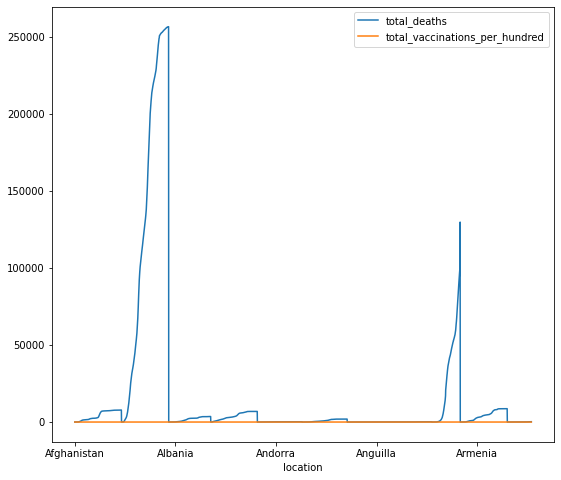 total_deaths
total_vaccinations_per_hundred
250000
200000
150000
100000
50000
0
Afghanistan Albania Andorra Anguilla Armenia
location